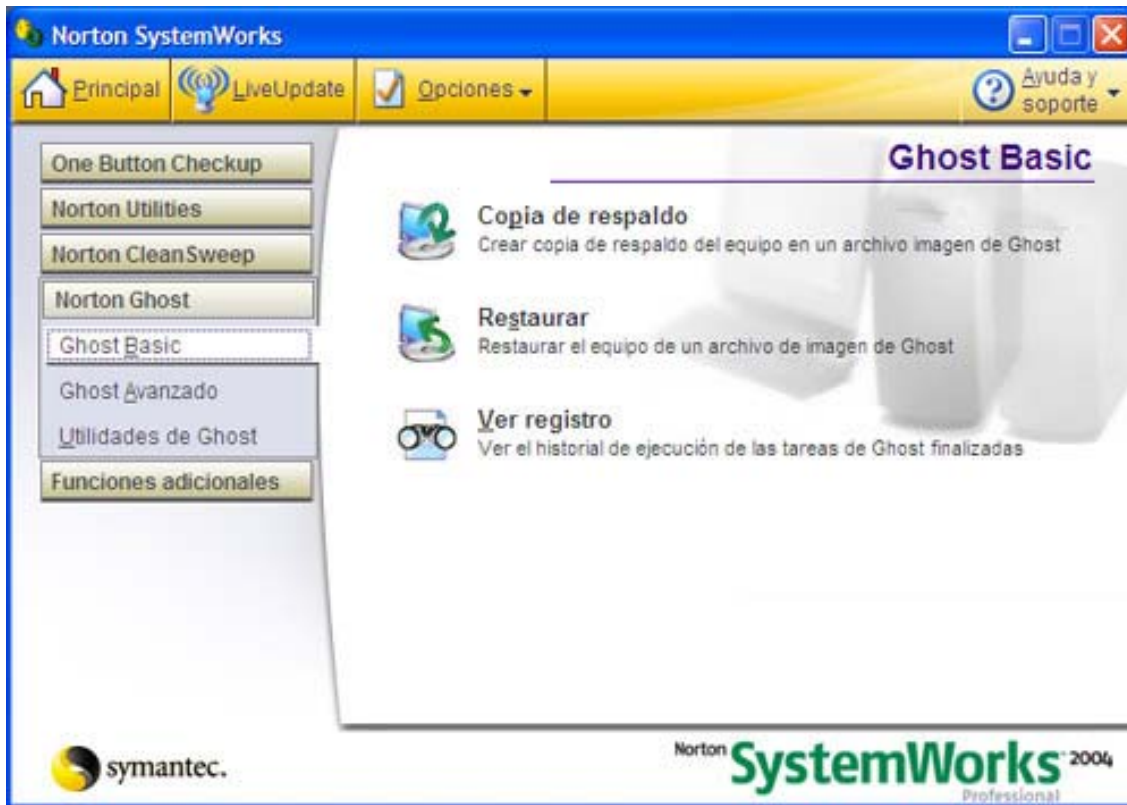 Norton SystemWorks
Principal
LiveUpdate
Opciones
Ayuda y
soporte
One Button Checkup
Norton Utilities
Norton CleanSweep
Norton Ghost
Ghost Basic
Ghost Avanzado
Utilidades de Ghost
Funciones adicionales
Ghost Basic
Copia de respaldo
Crear copia de respaldo del equipo en un archivo imagen de Ghost
Restaurar
Restaurar el equipo de un archivo de imagen de Ghost
Ver registro
Ver el historial de ejecución de las tareas de Ghost finalizadas
symantec.
Norton SystemWorks 2004
Professional